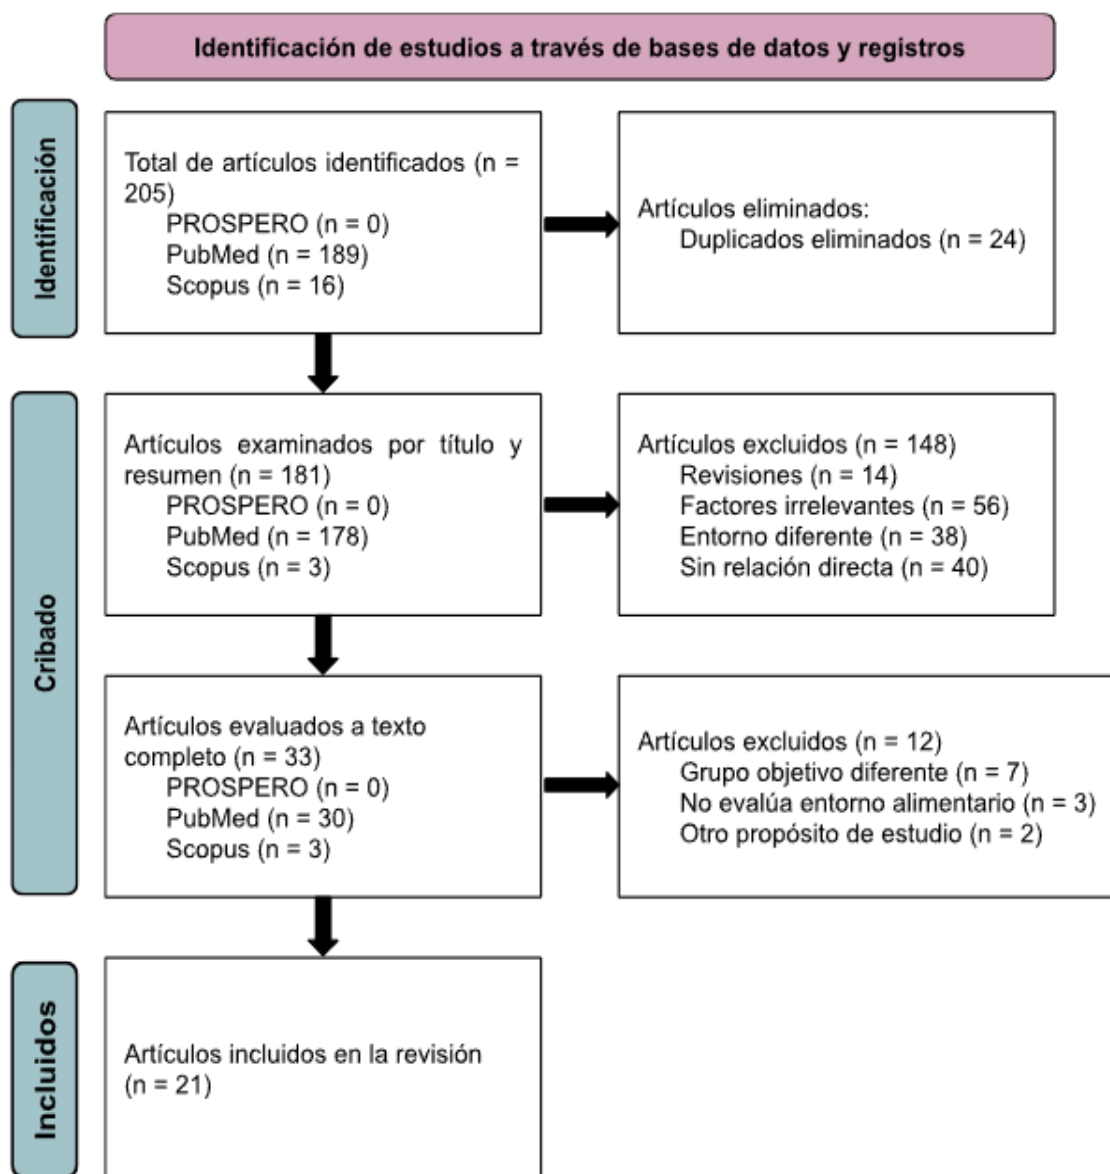 Identificación de estudios a través de bases de datos y registros
Identificación
Total de artículos identificados (n =
205)
PROSPERO (n = 0)
PubMed (n = 189)
Scopus (n = 16)
Artículos eliminados:
Duplicados eliminados (n = 24)
Cribado
Artículos examinados por título y
resumen (n = 181)
PROSPERO (n = 0)
PubMed (n = 178)
Scopus (n = 3)
Artículos excluidos (n = 148)
Revisiones (n = 14)
Factores irrelevantes (n = 56)
Entorno diferente (n = 38)
Sin relación directa (n = 40)
Artículos evaluados a texto
completo (n = 33)
PROSPERO (n = 0)
PubMed (n = 30)
Scopus (n = 3)
Artículos excluidos (n = 12)
Grupo objetivo diferente (n = 7)
No evalúa entorno alimentario (n = 3)
Otro propósito de estudio (n = 2)
Incluidos
Artículos incluidos en la revisión
(n = 21)